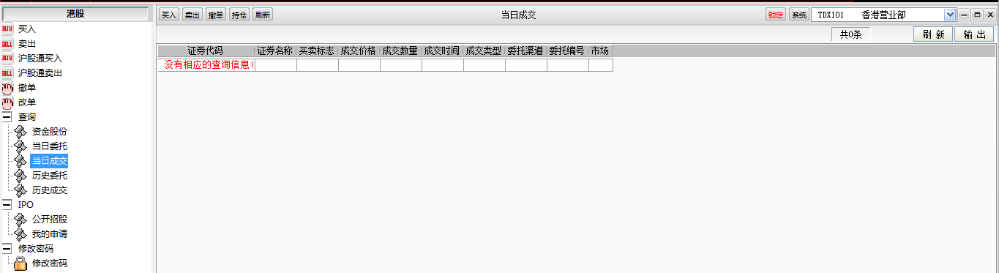 港股
买入 卖出 撤单 持仓 刷新 当日成交 锁定 系统 TDX101 香港营业部
共0条 刷 新 输 出
证券代码 证券名称 买卖标志 成交价格 成交数量 成交时间 成交类型 委托渠道 委托编号 市场
没有相应的查询信息!
BUY 买入
SELL 卖出
BUY 沪股通买入
SELL 沪股通卖出
撤单
改单
查询
资金股份
当日委托
当日成交
历史委托
历史成交
IPO
公开招股
我的申请
修改密码
修改密码